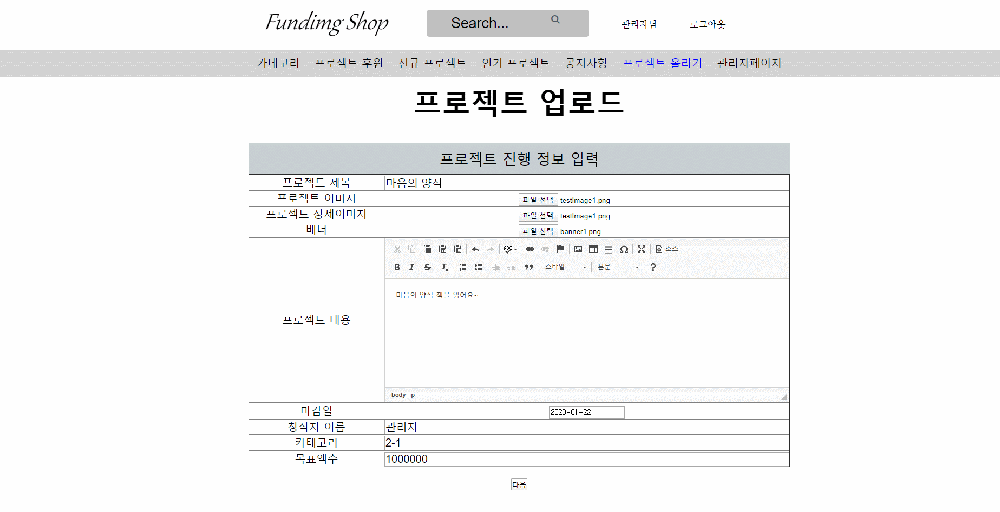 Fundimg Shop Search... 관리자님 로그아웃
카테고리 프로젝트 후원 신규 프로젝트 인기 프로젝트 공지사항 프로젝트 올리기 관리자페이지
프로젝트 업로드
프로젝트 진행 정보 입력
프로젝트 제목 마음의 양식
프로젝트 이미지 파일 선택 testImage1.png
프로젝트 상세이미지 파일 선택 testImage1.png
배너 파일 선택 banner1.png
ABC 소스
B I S Tx 스타일 본문 ?
마음의 양식 책을 읽어요~
프로젝트 내용
body p
마감일 2020-01-22
창작자 이름 관리자
카테고리 2-1
목표액수 1000000
다음